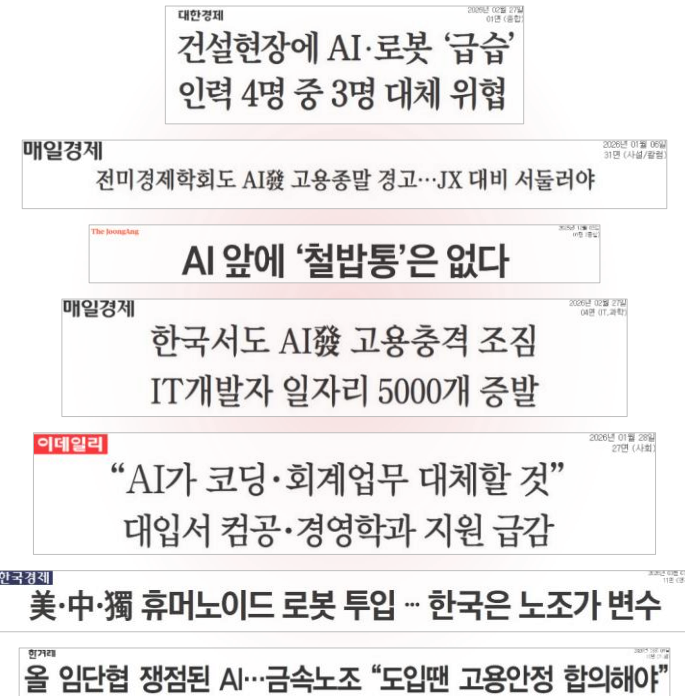 대한경제
2026년 02월 27일
01면 (종합)
건설현장에 AI·로봇 ‘급습’
인력 4명 중 3명 대체 위협
매일경제
2026년 01월 06일
31면 (사설/칼럼)
전미경제학회도 AI發 고용종말 경고…JX 대비 서둘러야
The JoongAng
AI 앞에 ‘철밥통’은 없다
매일경제
2026년 02월 27일
04면 (IT.과학)
한국서도 AI發 고용충격 조짐
IT개발자 일자리 5000개 증발
이데일리
2026년 01월 28일
27면 (사회)
“AI가 코딩·회계업무 대체할 것”
대입서 컴공·경영학과 지원 급감
한국경제
美·中·獨 휴머노이드 로봇 투입 … 한국은 노조가 변수
한겨레
올 임단협 쟁점된 AI…금속노조 “도입땐 고용안정 합의해야”